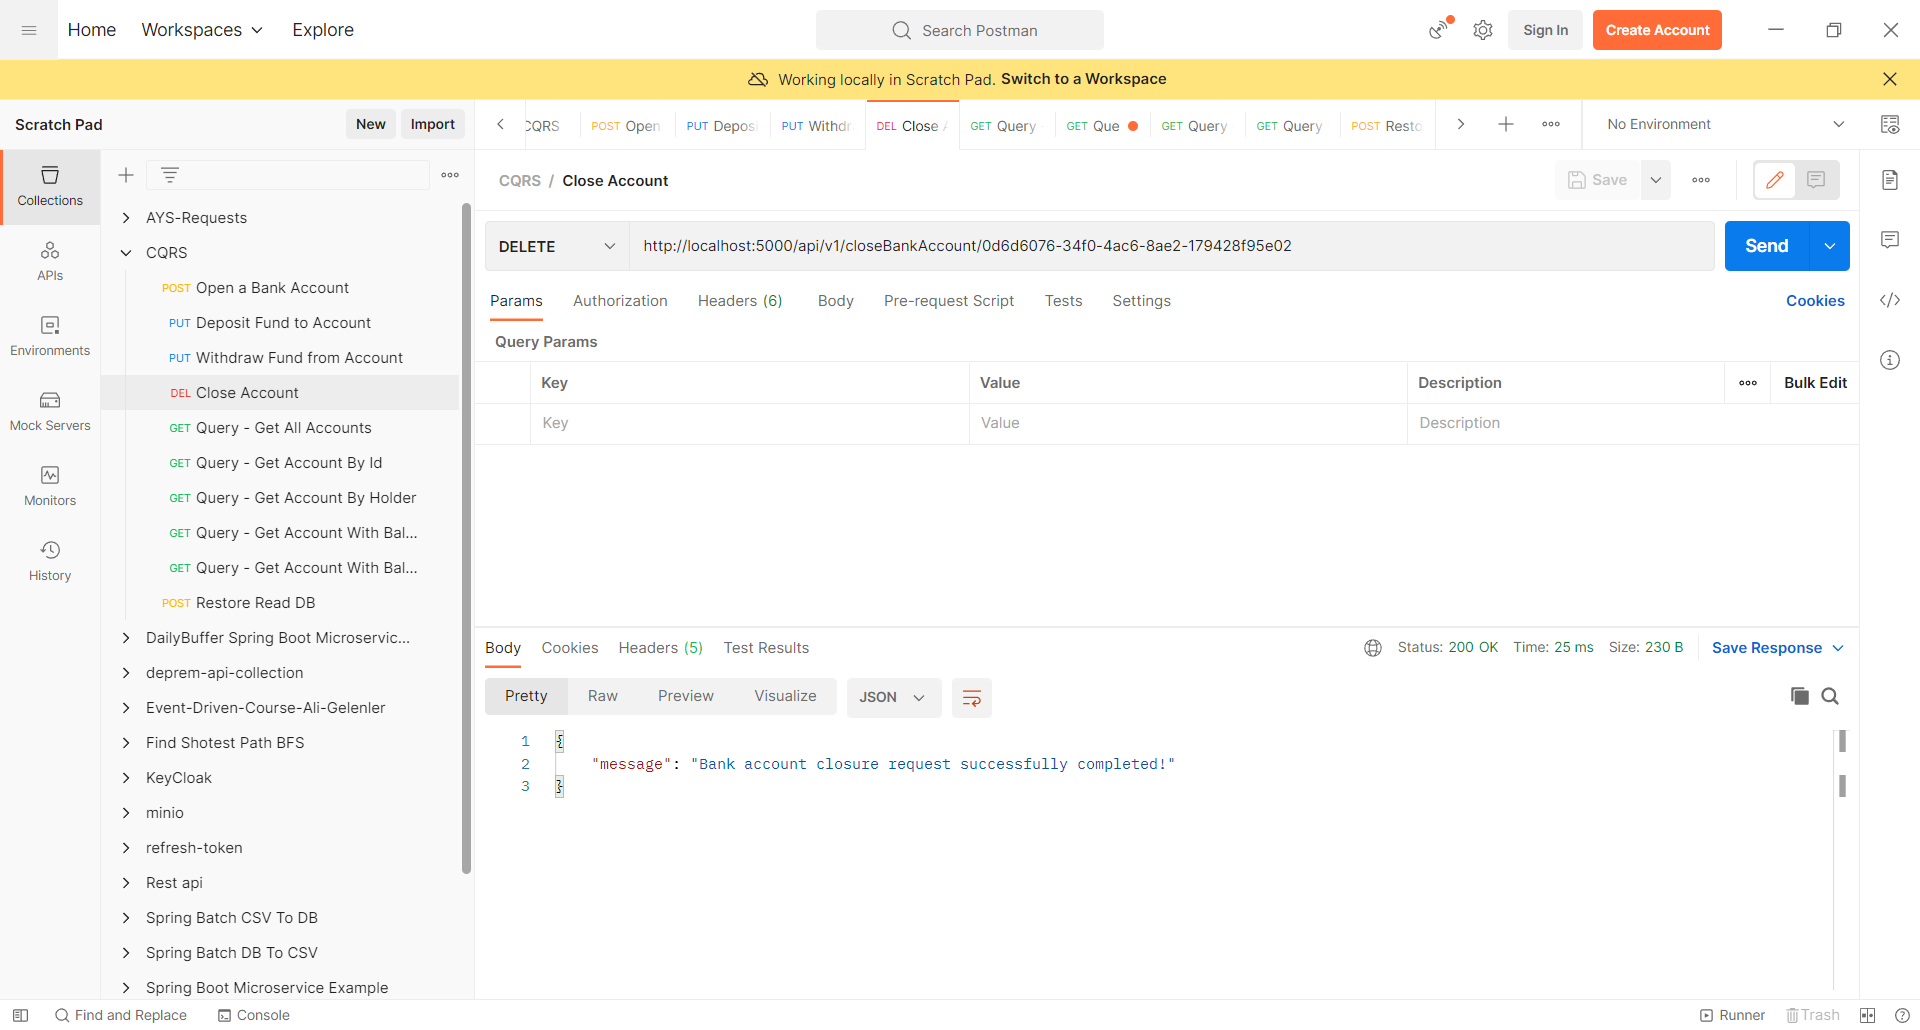 Home Workspaces Explore Search Postman Sign In Create Account
Working locally in Scratch Pad. Switch to a Workspace
Scratch Pad New Import
CQRS POST Open PUT Depos PUT Withdr DEL Close GET Query GET Que GET Query GET Query POST Resto No Environment
Collections
APIs
Environments
Mock Servers
Monitors
History
AYS-Requests
CQRS
POST Open a Bank Account
PUT Deposit Fund to Account
PUT Withdraw Fund from Account
DEL Close Account
GET Query - Get All Accounts
GET Query - Get Account By Id
GET Query - Get Account By Holder
GET Query - Get Account With Bal...
GET Query - Get Account With Bal...
POST Restore Read DB
DailyBuffer Spring Boot Microservic...
deprem-api-collection
Event-Driven-Course-Ali-Gelenler
Find Shotest Path BFS
KeyCloak
minio
refresh-token
Rest api
Spring Batch CSV To DB
Spring Batch DB To CSV
Spring Boot Microservice Example
CQRS / Close Account Save
DELETE http://localhost:5000/api/v1/closeBankAccount/0d6d6076-34f0-4ac6-8ae2-179428f95e02 Send
Params Authorization Headers (6) Body Pre-request Script Tests Settings Cookies
Query Params
Key Value Description Bulk Edit
Key Value Description
Body Cookies Headers (5) Test Results Status: 200 OK Time: 25 ms Size: 230 B Save Response
Pretty Raw Preview Visualize JSON
1 {
2 "message": "Bank account closure request successfully completed!"
3 }
Find and Replace Console Runner Trash